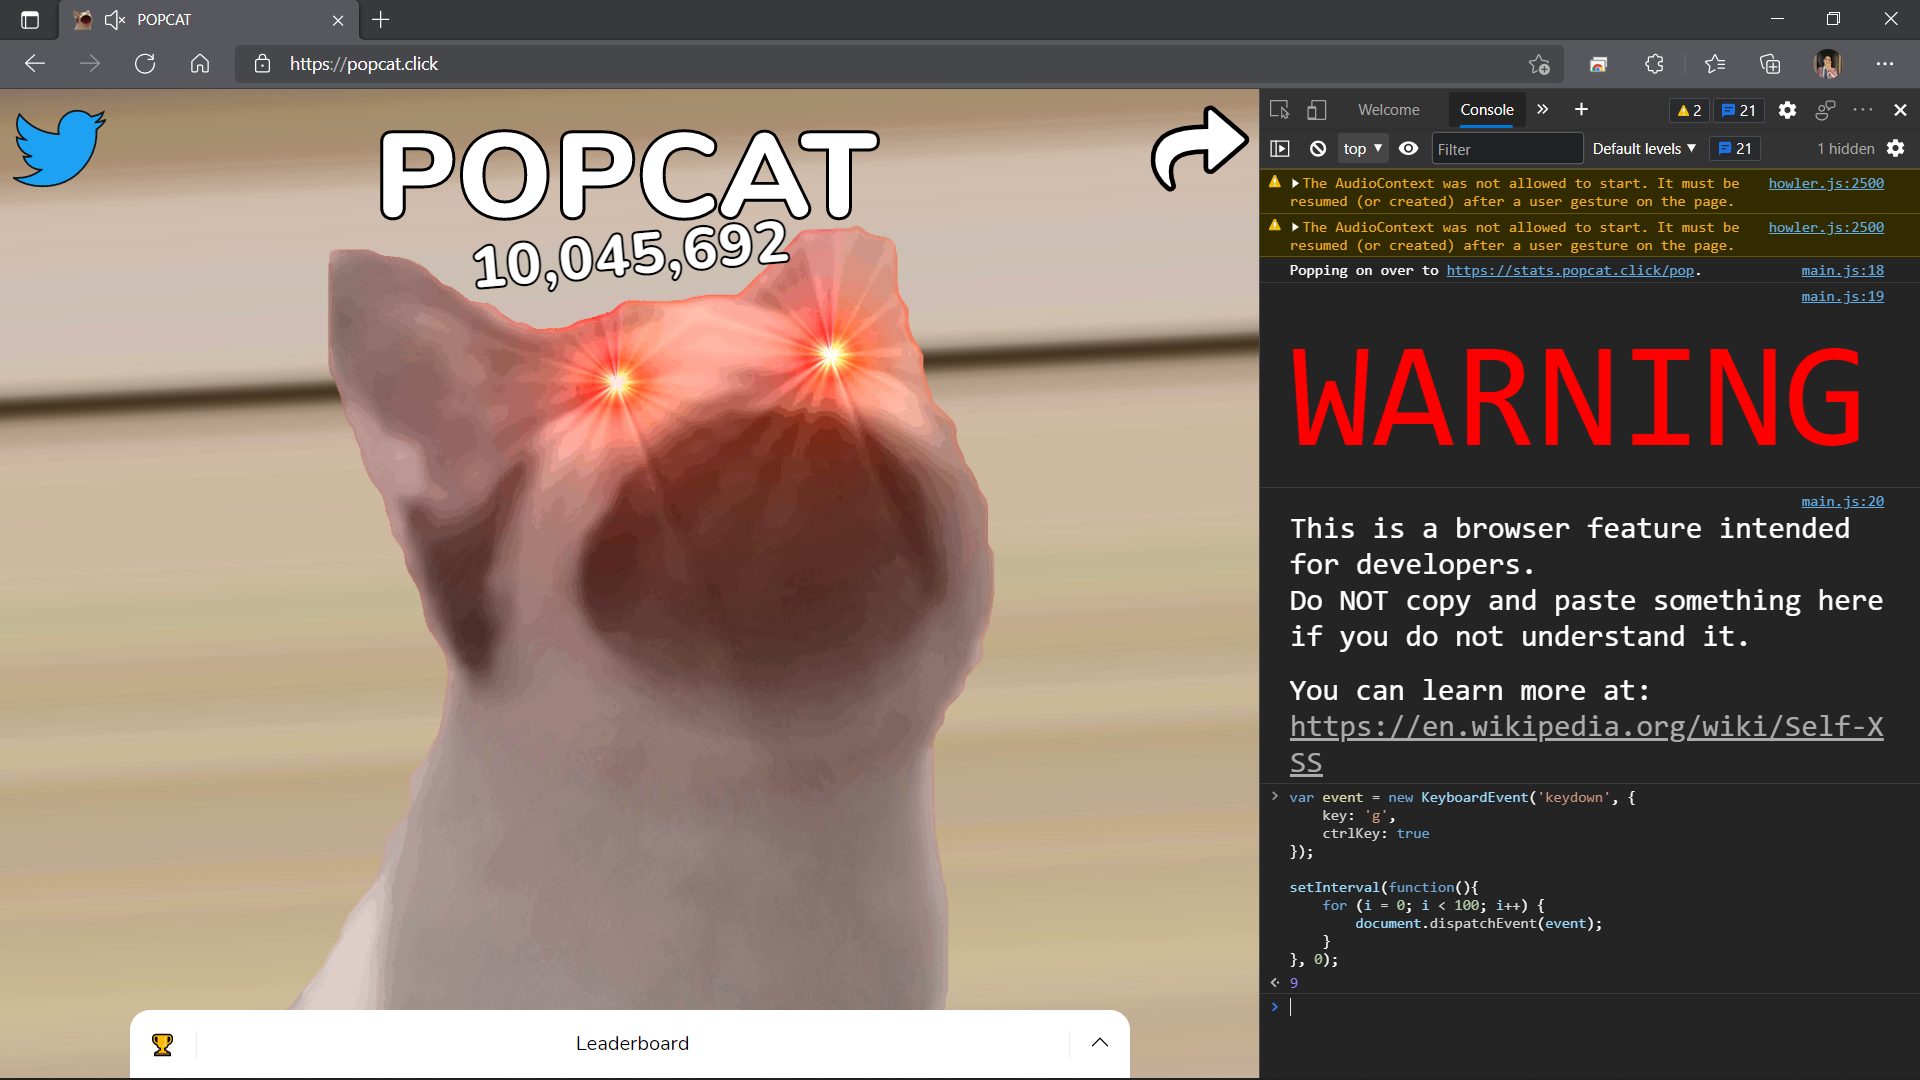 POPCAT
https://popcat.click
POPCAT
10,045,692
Leaderboard
Welcome
Console
2
21
top
Filter
Default levels
21
1 hidden
The AudioContext was not allowed to start. It must be howler.js:2500
resumed (or created) after a user gesture on the page.
The AudioContext was not allowed to start. It must be howler.js:2500
resumed (or created) after a user gesture on the page.
Popping on over to https://stats.popcat.click/pop. main.js:18
main.js:19
WARNING
main.js:20
This is a browser feature intended
for developers.
Do NOT copy and paste something here
if you do not understand it.
You can learn more at:
https://en.wikipedia.org/wiki/Self-X
SS
var event = new KeyboardEvent('keydown', {
key: 'g',
ctrlKey: true
});
setInterval(function(){
for (i = 0; i < 100; i++) {
document.dispatchEvent(event);
}
}, 0);
9